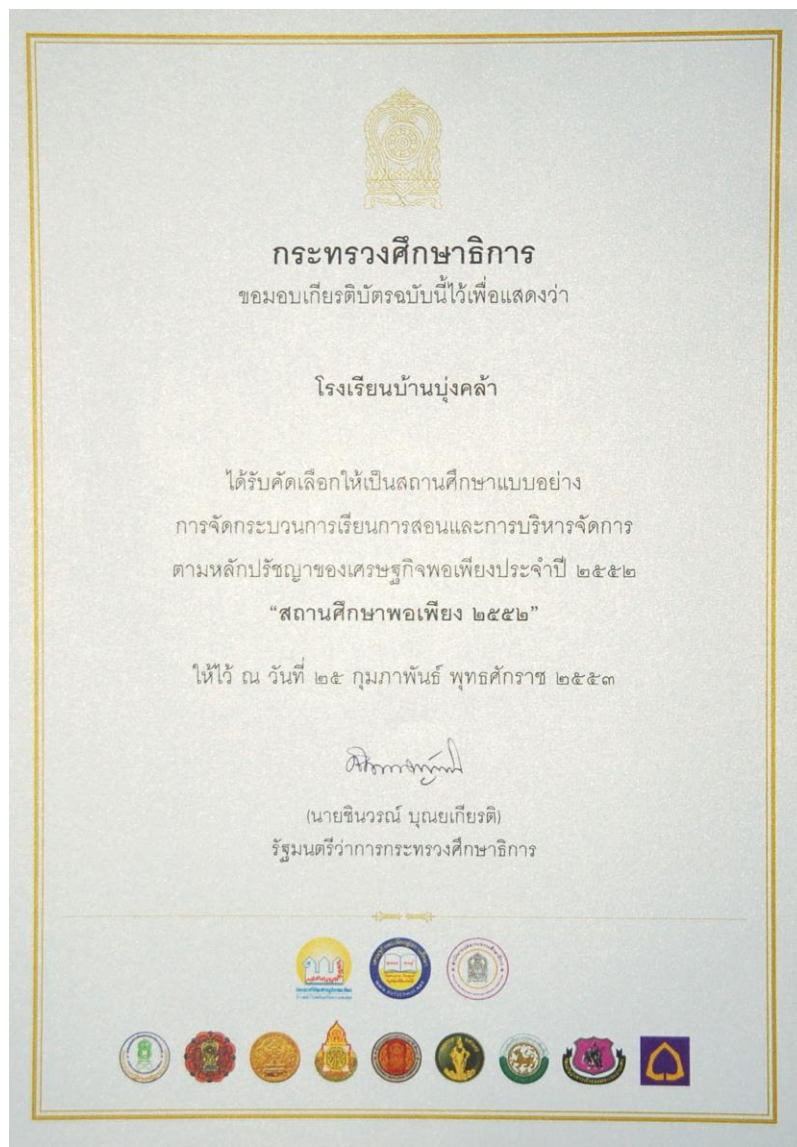 กระทรวงศึกษาธิการ
ขอมอบเกียรติบัตรฉบับนี้ไว้เพื่อแสดงว่า
โรงเรียนบ้านบุ่งคล้า
ได้รับคัดเลือกให้เป็นสถานศึกษาแบบอย่าง
การจัดกระบวนการเรียนการสอนและการบริหารจัดการ
ตามหลักปรัชญาของเศรษฐกิจพอเพียงประจำปี ๒๕๕๒
“สถานศึกษาพอเพียง ๒๕๕๒”
ให้ไว้ ณ วันที่ ๒๕ กุมภาพันธ์ พุทธศักราช ๒๕๕๓
(นายชินวรณ์ บุณยเกียรติ)
รัฐมนตรีว่าการกระทรวงศึกษาธิการ